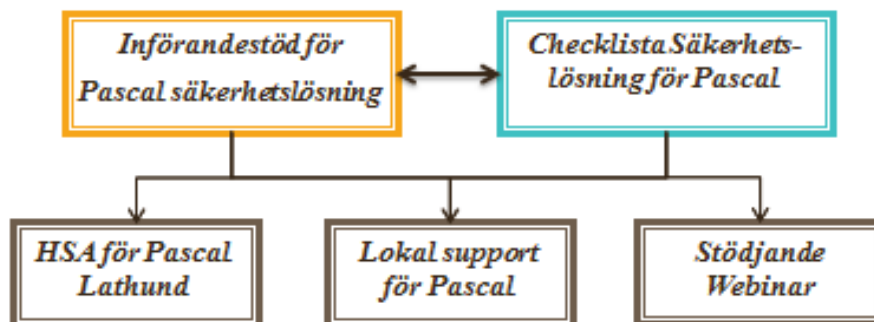 Införandestöd för
Pascal säkerhetslösning
Checklista Säkerhets-
lösning för Pascal
HSA för Pascal
Lathund
Lokal support
för Pascal
Stödjande
Webinar